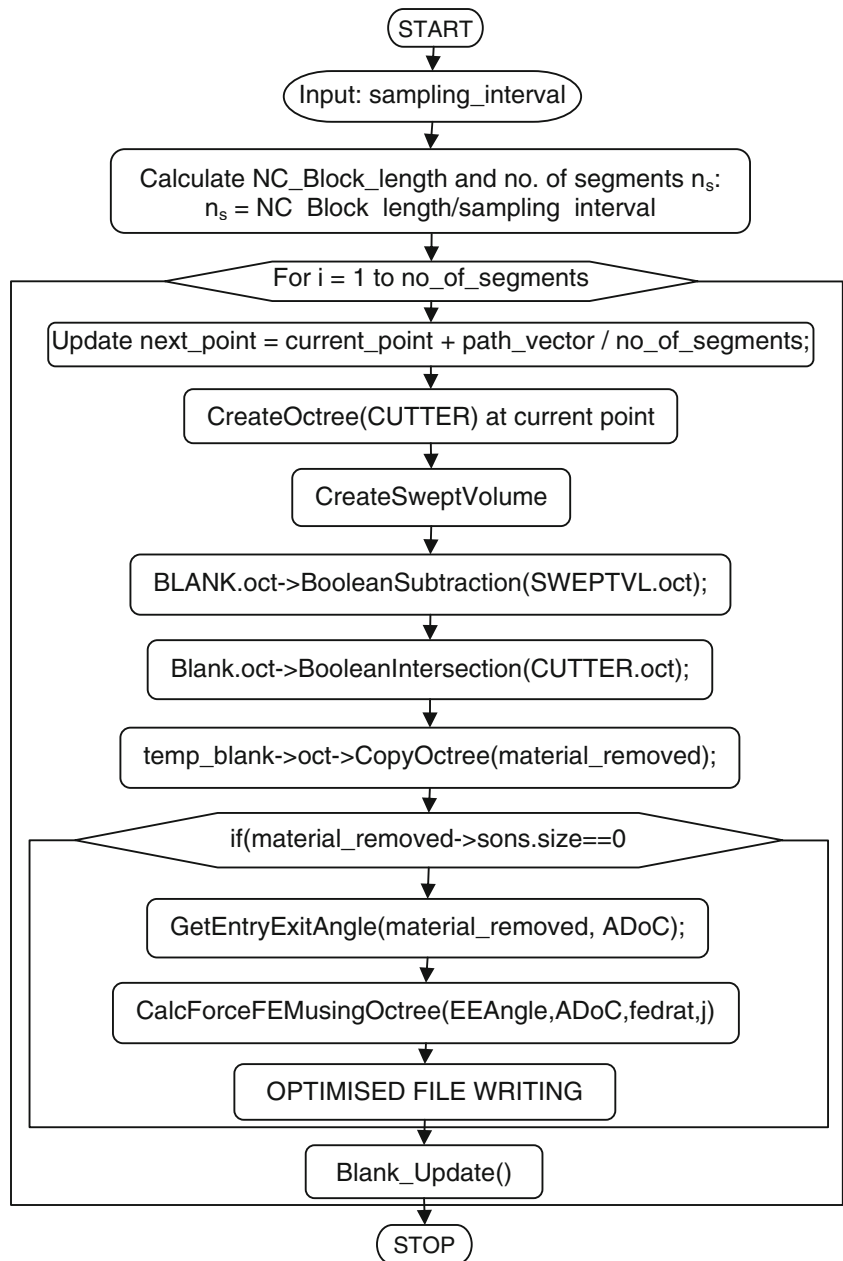 START
Input: sampling_interval
Calculate NC_Block_length and no. of segments nₛ:
nₛ = NC Block length/sampling interval
For i = 1 to no_of_segments
Update next_point = current_point + path_vector / no_of_segments;
CreateOctree(CUTTER) at current point
CreateSweptVolume
BLANK.oct->BooleanSubtraction(SWEPTVL.oct);
Blank.oct->BooleanIntersection(CUTTER.oct);
temp_blank->oct->CopyOctree(material_removed);
if(material_removed->sons.size==0
GetEntryExitAngle(material_removed, ADoC);
CalcForceFEMusingOctree(EEAngle,ADoC,fedrat,j)
OPTIMISED FILE WRITING
Blank_Update()
STOP